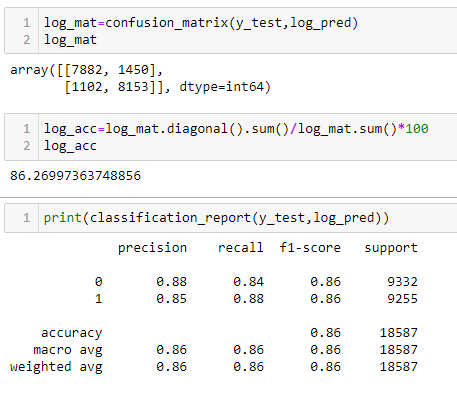 1 log_mat=confusion_matrix(y_test,log_pred)
2 log_mat
array([[7882, 1450],
[1102, 8153]], dtype=int64)
1 log_acc=log_mat.diagonal().sum()/log_mat.sum()*100
2 log_acc
86.26997363748856
1 print(classification_report(y_test,log_pred))
precision recall f1-score support
0 0.88 0.84 0.86 9332
1 0.85 0.88 0.86 9255
accuracy 0.86 18587
macro avg 0.86 0.86 0.86 18587
weighted avg 0.86 0.86 0.86 18587